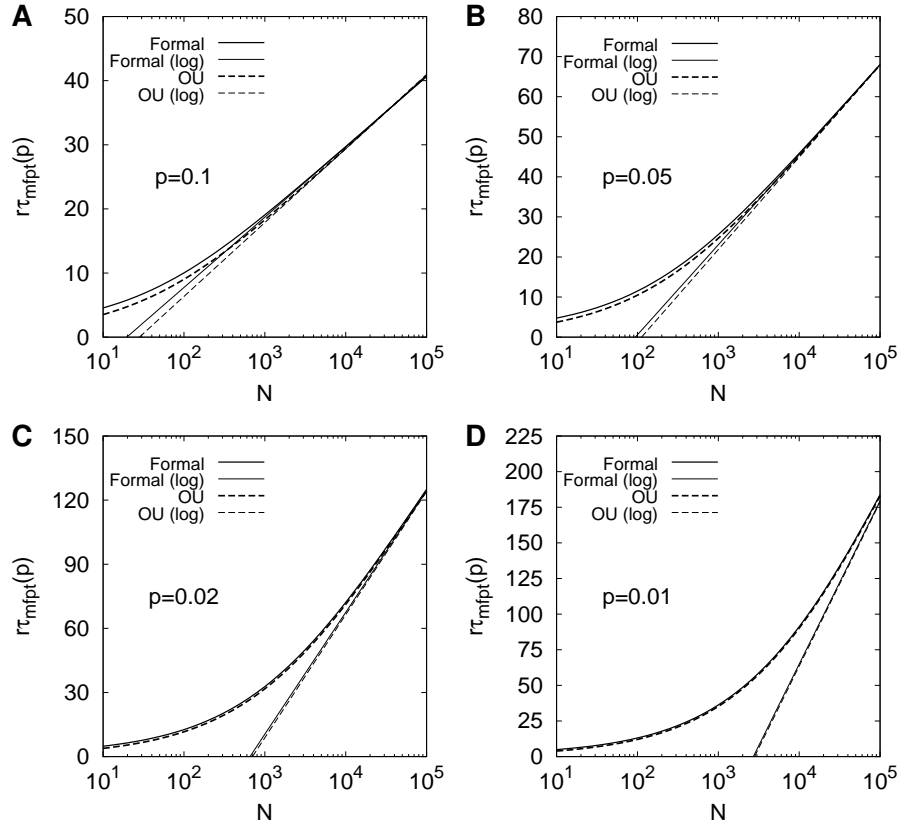 A
50
40
30
20
10
0
rτmfpt(p)
Formal
Formal (log)
OU
OU (log)
p=0.1
10^1 10^2 10^3 10^4 10^5
N
B
80
70
60
50
40
30
20
10
0
rτmfpt(p)
Formal
Formal (log)
OU
OU (log)
p=0.05
10^1 10^2 10^3 10^4 10^5
N
C
150
120
90
60
30
0
rτmfpt(p)
Formal
Formal (log)
OU
OU (log)
p=0.02
10^1 10^2 10^3 10^4 10^5
N
D
225
200
175
150
125
100
75
50
25
0
rτmfpt(p)
Formal
Formal (log)
OU
OU (log)
p=0.01
10^1 10^2 10^3 10^4 10^5
N